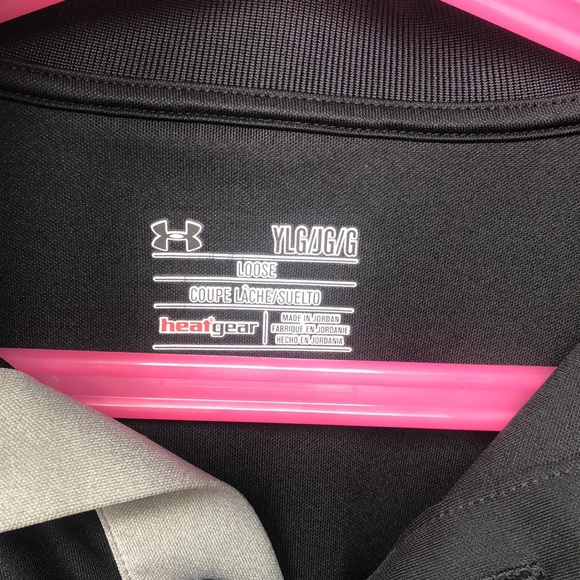 YLG/JG/G
LOOSE
COUPE LÂCHE/SUELTO
heatgear
MADE IN JORDAN
FABRIQUÉ EN JORDANIE
HECHO EN JORDANIA